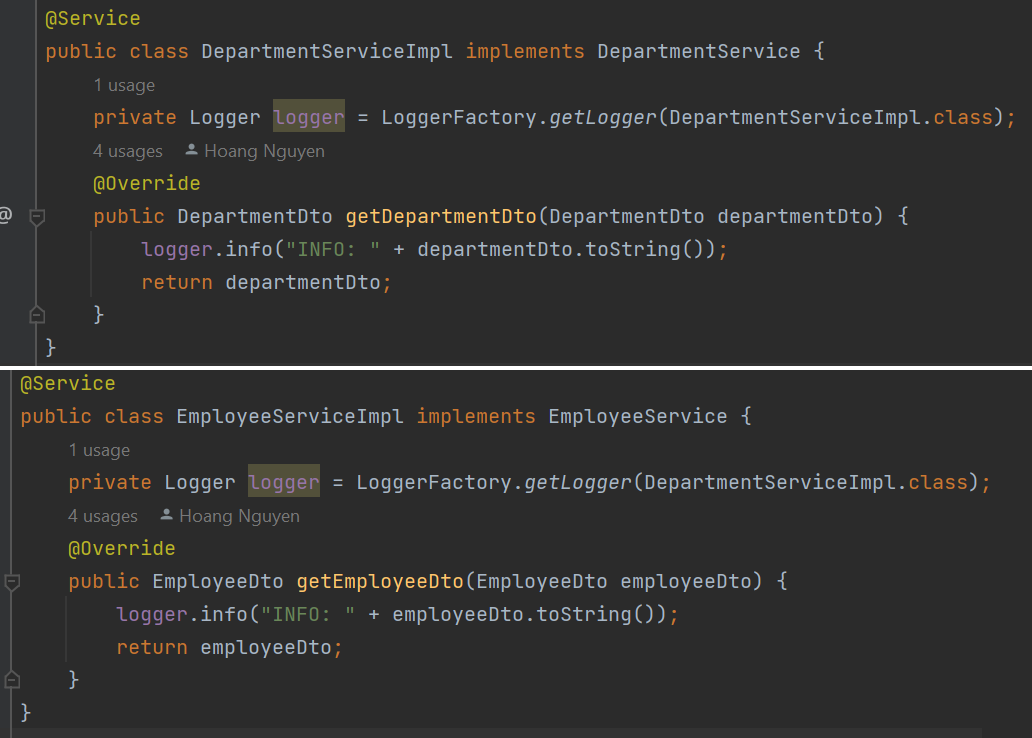 @Service
public class DepartmentServiceImpl implements DepartmentService {
1 usage
private Logger logger = LoggerFactory.getLogger(DepartmentServiceImpl.class);
4 usages Hoang Nguyen
@Override
@ public DepartmentDto getDepartmentDto(DepartmentDto departmentDto) {
logger.info("INFO: " + departmentDto.toString());
return departmentDto;
}
}
@Service
public class EmployeeServiceImpl implements EmployeeService {
1 usage
private Logger logger = LoggerFactory.getLogger(DepartmentServiceImpl.class);
4 usages Hoang Nguyen
@Override
public EmployeeDto getEmployeeDto(EmployeeDto employeeDto) {
logger.info("INFO: " + employeeDto.toString());
return employeeDto;
}
}